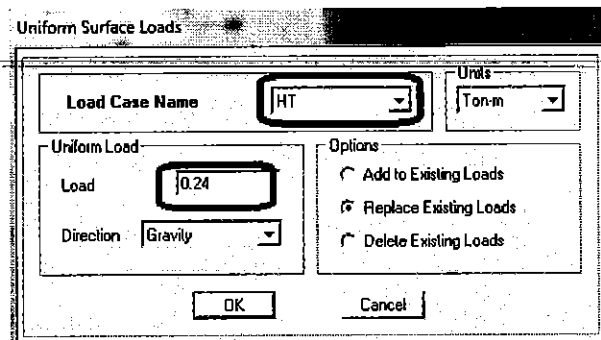 Uniform Surface Loads
Units
Load Case Name HT Ton-m
Uniform Load
Load 0.24
Direction Gravity
Options
Add to Existing Loads
Replace Existing Loads
Delete Existing Loads
OK Cancel